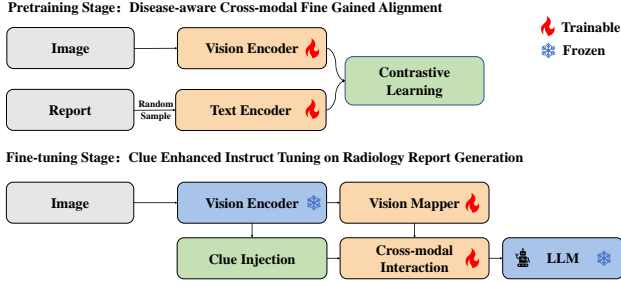 Pretraining Stage: Disease-aware Cross-modal Fine Gained Alignment
Trainable
Frozen
Image
Vision Encoder
Contrastive
Learning
Report
Random
Sample
Text Encoder
Fine-tuning Stage: Clue Enhanced Instruct Tuning on Radiology Report Generation
Image
Vision Encoder
Vision Mapper
Clue Injection
Cross-modal
Interaction
LLM